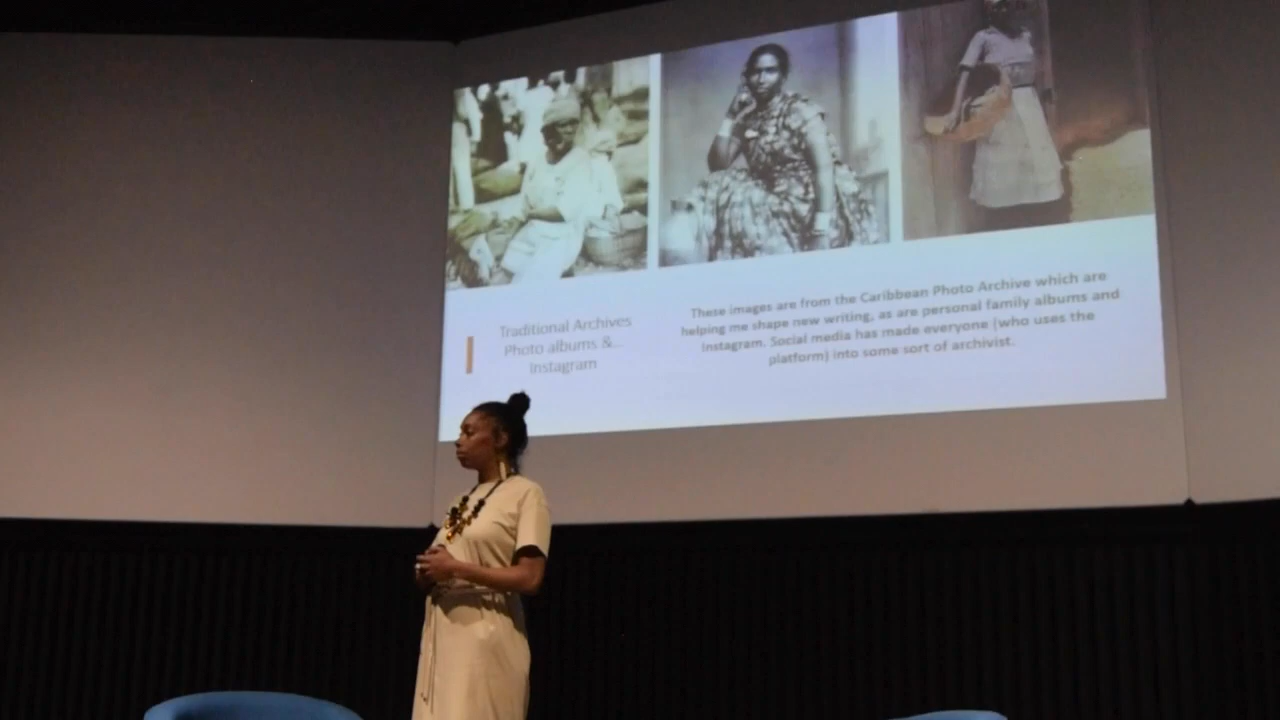 Traditional Archives
Photo albums &...
Instagram
These images are from the Caribbean Photo Archive which are
helping me shape new writing, as are personal family albums and
Instagram. Social media has made everyone (who uses the
platform) into some sort of archivist.